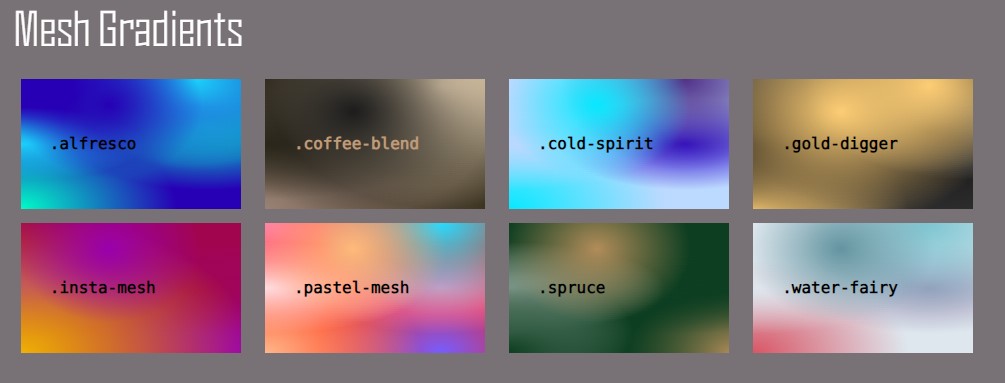 Mesh Gradients
.alfresco
.coffee-blend
.cold-spirit
.gold-digger
.insta-mesh
.pastel-mesh
.spruce
.water-fairy